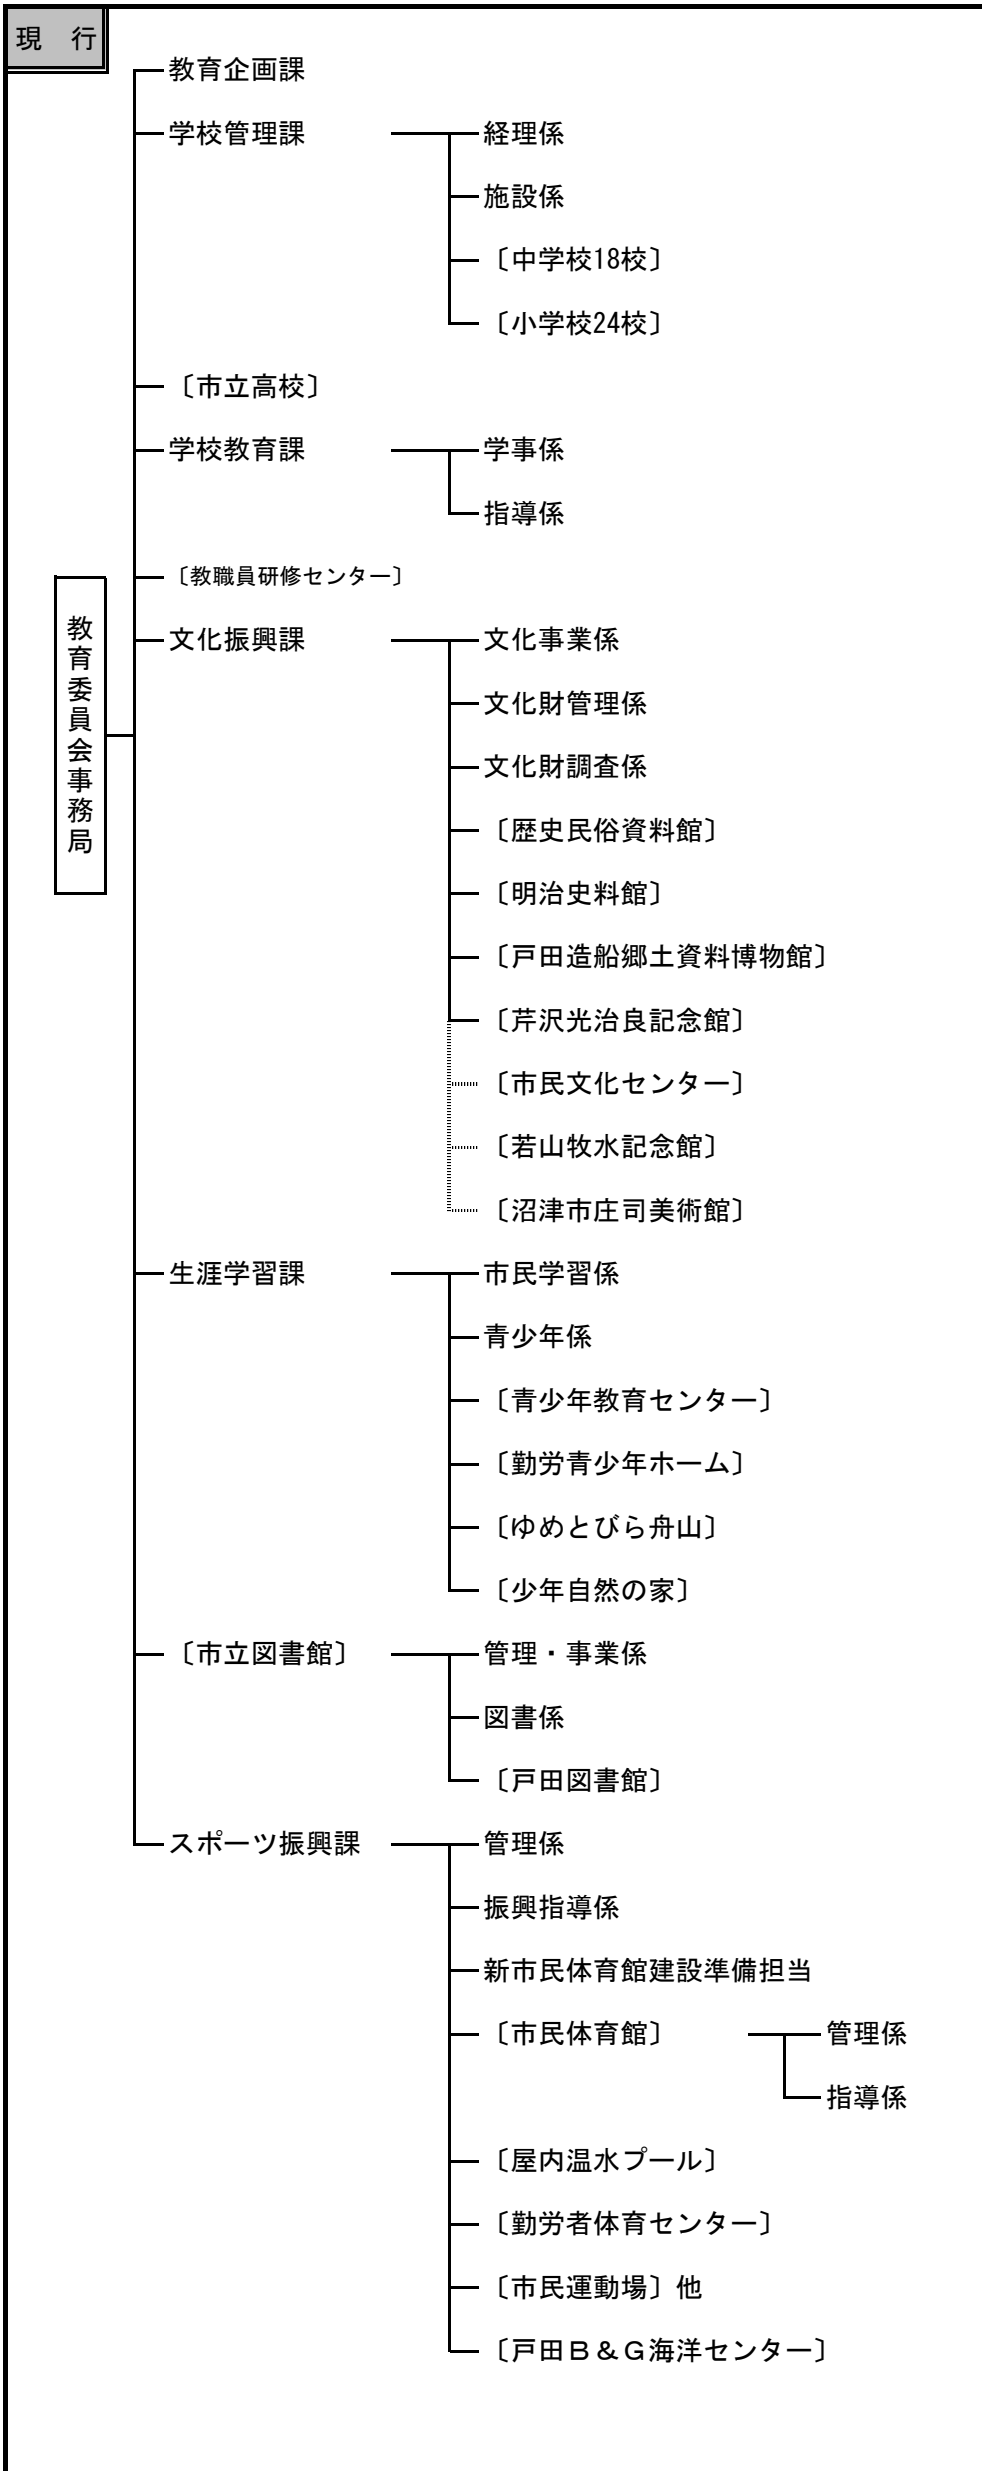 現　行
教育委員会事務局
教育企画課
学校管理課　経理係
施設係
〔中学校18校〕
〔小学校24校〕
〔市立高校〕
学校教育課　学事係
指導係
〔教職員研修センター〕
文化振興課　文化事業係
文化財管理係
文化財調査係
〔歴史民俗資料館〕
〔明治史料館〕
〔戸田造船郷土資料博物館〕
〔芹沢光治良記念館〕
〔市民文化センター〕
〔若山牧水記念館〕
〔沼津市庄司美術館〕
生涯学習課　市民学習係
青少年係
〔青少年教育センター〕
〔勤労青少年ホーム〕
〔ゆめとびら舟山〕
〔少年自然の家〕
〔市立図書館〕　管理・事業係
図書係
〔戸田図書館〕
スポーツ振興課　管理係
振興指導係
新市民体育館建設準備担当
〔市民体育館〕　管理係
指導係
〔屋内温水プール〕
〔勤労者体育センター〕
〔市民運動場〕他
〔戸田Ｂ＆Ｇ海洋センター〕